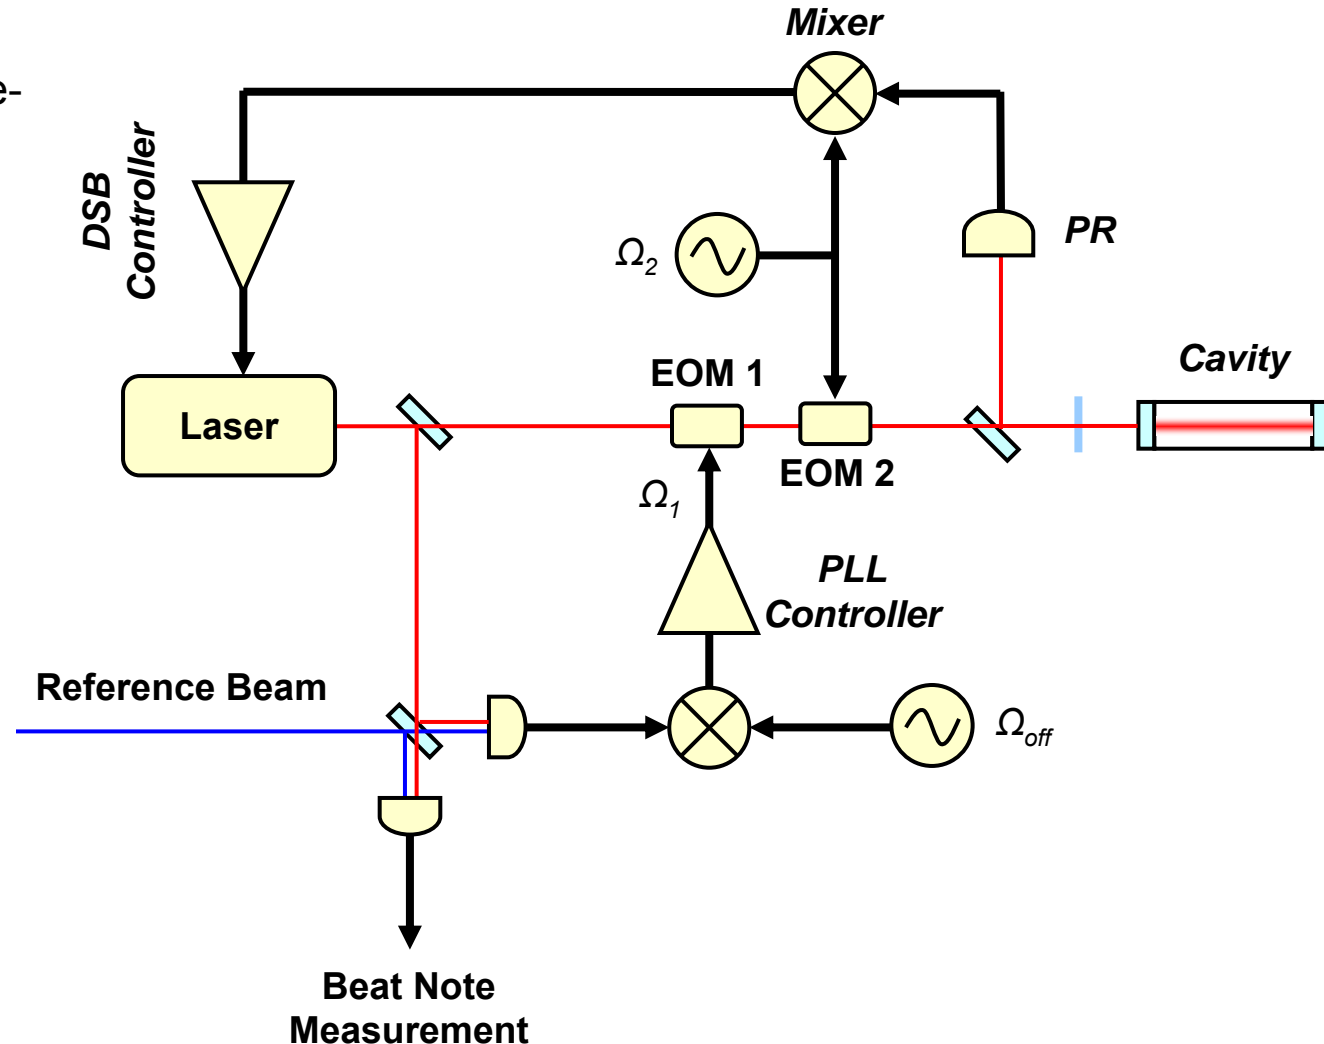 Mixer
e-
DSB
Controller
Ω2
PR
EOM 1
Cavity
Laser
EOM 2
Ω1
PLL
Controller
Reference Beam
Ωoff
Beat Note
Measurement